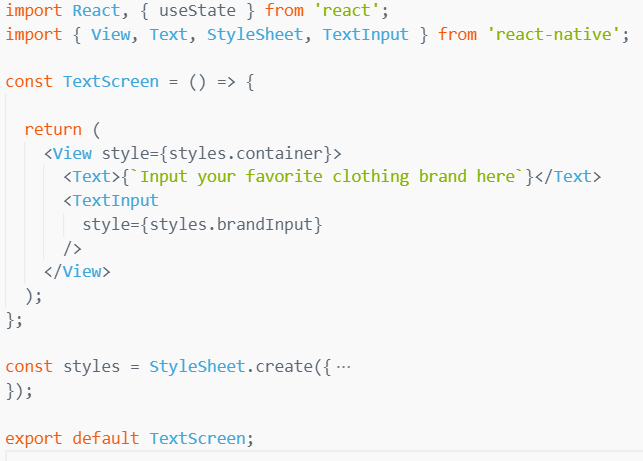 import React, { useState } from 'react';
import { View, Text, StyleSheet, TextInput } from 'react-native';
const TextScreen = () => {
return (
<View style={styles.container}>
<Text>{`Input your favorite clothing brand here`}</Text>
<TextInput
style={styles.brandInput}
/>
</View>
);
};
const styles = StyleSheet.create({ ···
});
export default TextScreen;